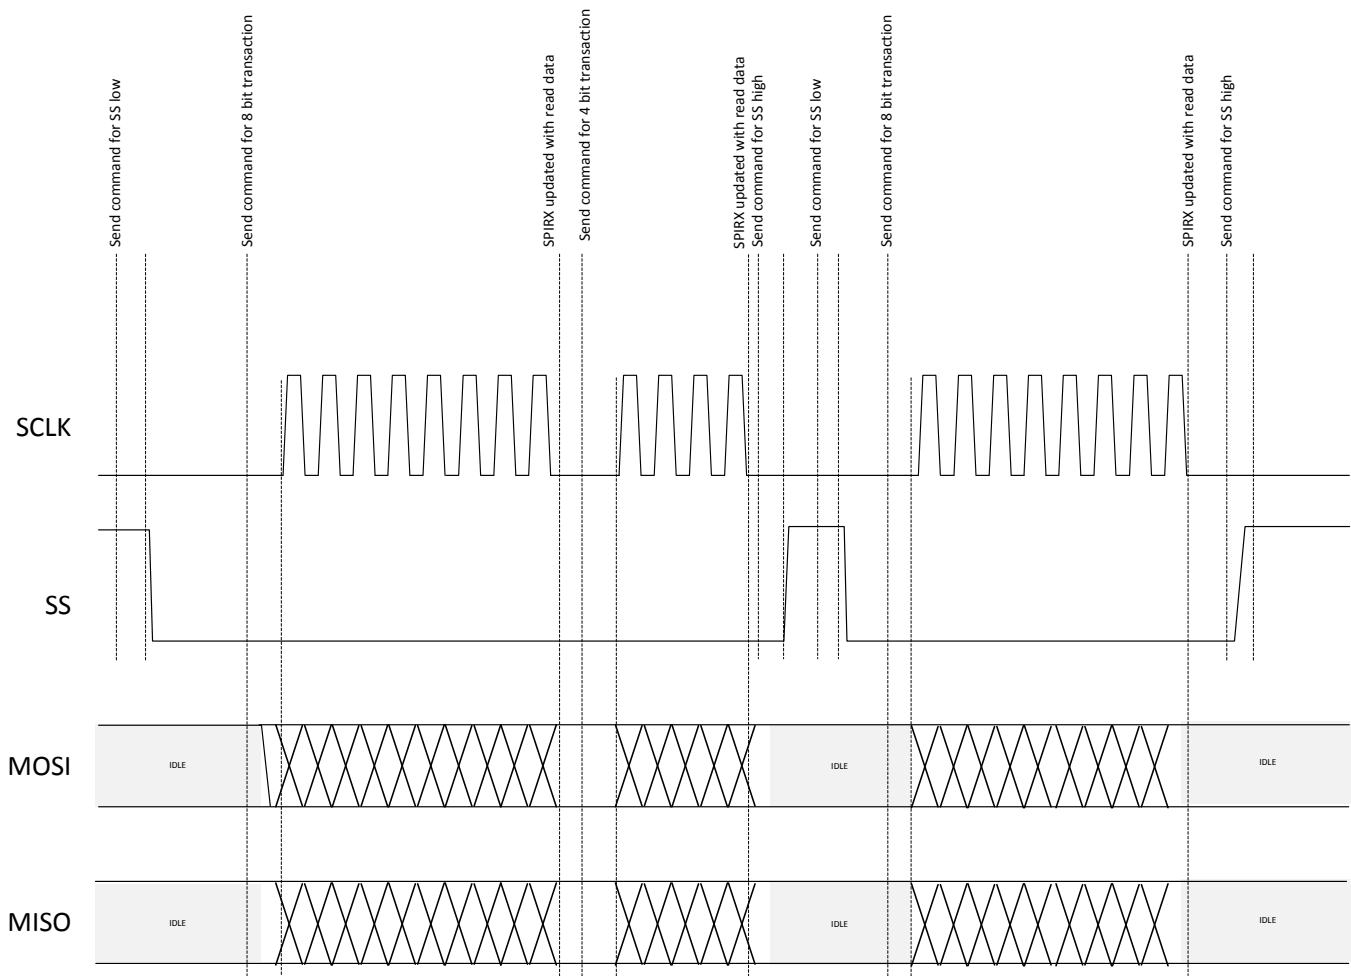 Send command for SS low
Send command for 8 bit transaction
SPIRX updated with read data
Send command for 4 bit transaction
SPIRX updated with read data
Send command for SS high
Send command for SS low
Send command for 8 bit transaction
SPIRX updated with read data
Send command for SS high
SCLK
SS
MOSI
IDLE
IDLE
IDLE
MISO
IDLE
IDLE
IDLE